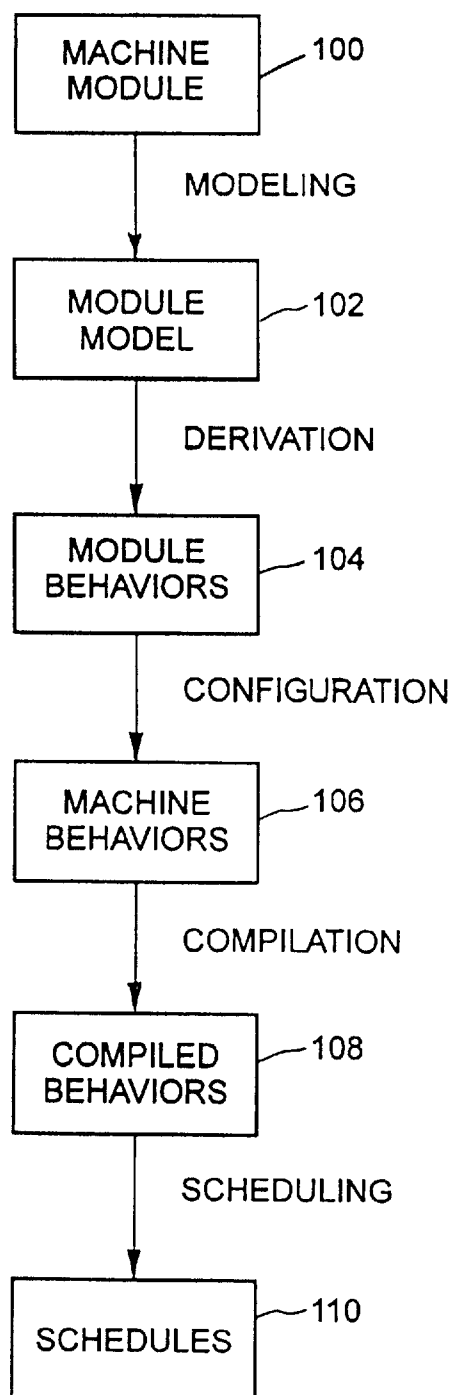 MACHINE
MODULE
100
MODELING
MODULE
MODEL
102
DERIVATION
MODULE
BEHAVIORS
104
CONFIGURATION
MACHINE
BEHAVIORS
106
COMPILATION
COMPILED
BEHAVIORS
108
SCHEDULING
SCHEDULES
110